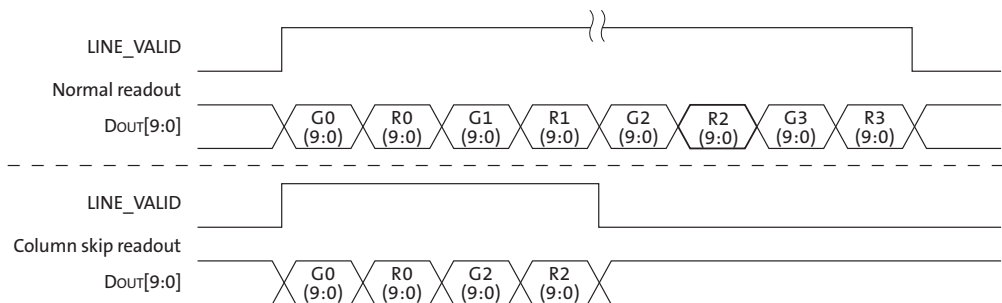 LINE_VALID
Normal readout
DOUT[9:0]
G0 R0 G1 R1 G2 R2 G3 R3
(9:0) (9:0) (9:0) (9:0) (9:0) (9:0) (9:0) (9:0)
LINE_VALID
Column skip readout
DOUT[9:0]
G0 R0 G2 R2
(9:0) (9:0) (9:0) (9:0)